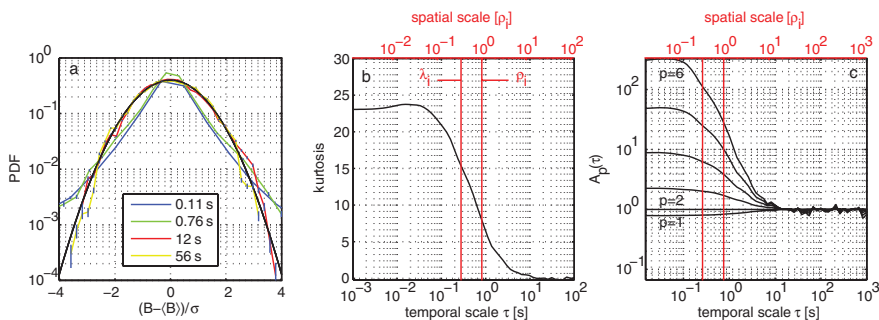 a
PDF
10^0
10^-1
10^-2
10^-3
10^-4
0.11 s
0.76 s
12 s
56 s
-4 -2 0 2 4
(B-⟨B⟩)/σ
spatial scale [ρ_i]
10^-2 10^-1 10^0 10^1 10^2
b
λ_i
ρ_i
kurtosis
30
25
20
15
10
5
0
10^-3 10^-2 10^-1 10^0 10^1 10^2
temporal scale τ [s]
spatial scale [ρ_i]
10^-1 10^0 10^1 10^2 10^3
c
p=6
p=2
p=1
A_p(τ)
10^2
10^1
10^0
10^-1
10^-1 10^0 10^1 10^2 10^3
temporal scale τ [s]